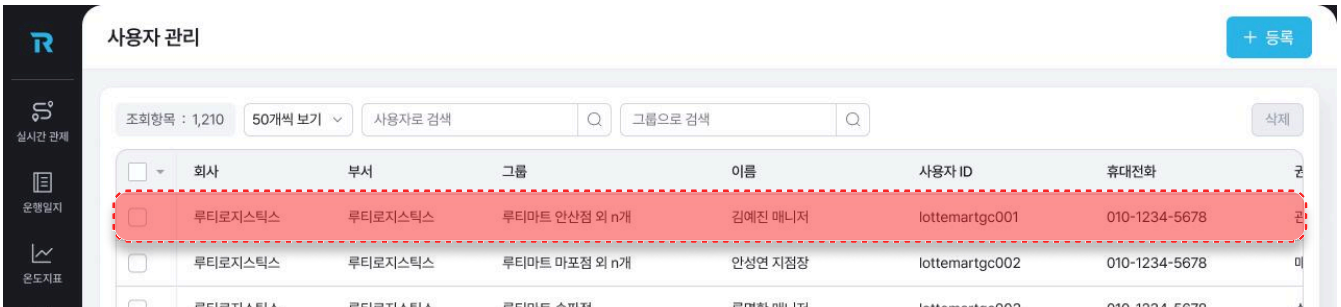 사용자 관리
+ 등록
실시간 관제
조회항목 : 1,210 50개씩 보기 사용자로 검색 그룹으로 검색 삭제
운행일지
회사 부서 그룹 이름 사용자 ID 휴대전화
루티로지스틱스 루티로지스틱스 루티마트 안산점 외 n개 김예진 매니저 lottemartgc001 010-1234-5678
온도지표
루티로지스틱스 루티로지스틱스 루티마트 마포점 외 n개 안성연 지점장 lottemartgc002 010-1234-5678